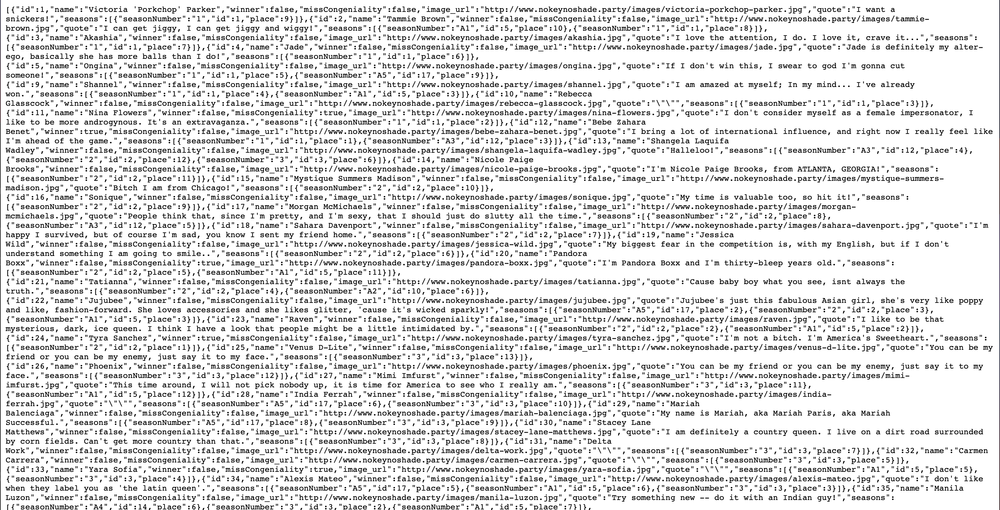 [{"id":1,"name":"Victoria 'Porkchop' Parker","winner":false,"missCongeniality":false,"image_url":"http://www.nokeynoshade.party/images/victoria-porkchop-parker.jpg","quote":"I want a
snickers!","seasons":[{"seasonNumber":"1","id":1,"place":9}]},{"id":2,"name":"Tammie Brown","winner":false,"missCongeniality":false,"image_url":"http://www.nokeynoshade.party/images/tammie-
brown.jpg","quote":"I can get jiggy, I can get jiggy and wiggy!","seasons":[{"seasonNumber":"A1","id":5,"place":10},{"seasonNumber":"1","id":1,"place":8}]},
{"id":3,"name":"Akashia","winner":false,"missCongeniality":false,"image_url":"http://www.nokeynoshade.party/images/akashia.jpg","quote":"I love the attention, I do. I love it, crave it...","seasons":
[{"seasonNumber":"1","id":1,"place":7}]},{"id":4,"name":"Jade","winner":false,"missCongeniality":false,"image_url":"http://www.nokeynoshade.party/images/jade.jpg","quote":"Jade is definitely my alter-
ego, basically she has more balls than I do!","seasons":[{"seasonNumber":"1","id":1,"place":6}]},
{"id":5,"name":"Ongina","winner":false,"missCongeniality":false,"image_url":"http://www.nokeynoshade.party/images/ongina.jpg","quote":"If I don't win this, I swear to god I'm gonna cut
someone!","seasons":[{"seasonNumber":"1","id":1,"place":5},{"seasonNumber":"A5","id":17,"place":9}]},
{"id":9,"name":"Shannel","winner":false,"missCongeniality":false,"image_url":"http://www.nokeynoshade.party/images/shannel.jpg","quote":"I am amazed at myself; In my mind... I've already
won.","seasons":[{"seasonNumber":"1","id":1,"place":4},{"seasonNumber":"A1","id":5,"place":3}]},{"id":10,"name":"Rebecca
Glasscock","winner":false,"missCongeniality":false,"image_url":"http://www.nokeynoshade.party/images/rebecca-glasscock.jpg","quote":"\"\"","seasons":[{"seasonNumber":"1","id":1,"place":3}]},
{"id":11,"name":"Nina Flowers","winner":false,"missCongeniality":true,"image_url":"http://www.nokeynoshade.party/images/nina-flowers.jpg","quote":"I don't consider myself as a female impersonator, I
like to be more androgynous. It's an extravaganza.","seasons":[{"seasonNumber":"1","id":1,"place":2}]},{"id":12,"name":"Bebe Zahara
Benet","winner":true,"missCongeniality":false,"image_url":"http://www.nokeynoshade.party/images/bebe-zahara-benet.jpg","quote":"I bring a lot of international influence, and right now I really feel like
I'm ahead of the game.","seasons":[{"seasonNumber":"1","id":1,"place":1},{"seasonNumber":"A3","id":12,"place":3}]},{"id":13,"name":"Shangela Laquifa
Wadley","winner":false,"missCongeniality":false,"image_url":"http://www.nokeynoshade.party/images/shangela-laquifa-wadley.jpg","quote":"Halleloo!","seasons":[{"seasonNumber":"A3","id":12,"place":4},
{"seasonNumber":"2","id":2,"place":12},{"seasonNumber":"3","id":3,"place":6}]},{"id":14,"name":"Nicole Paige
Brooks","winner":false,"missCongeniality":false,"image_url":"http://www.nokeynoshade.party/images/nicole-paige-brooks.jpg","quote":"I'm Nicole Paige Brooks, from ATLANTA, GEORGIA!","seasons":
[{"seasonNumber":"2","id":2,"place":11}]},{"id":15,"name":"Mystique Summers Madison","winner":false,"missCongeniality":false,"image_url":"http://www.nokeynoshade.party/images/mystique-summers-
madison.jpg","quote":"Bitch I am from Chicago!","seasons":[{"seasonNumber":"2","id":2,"place":10}]},
{"id":16,"name":"Sonique","winner":false,"missCongeniality":false,"image_url":"http://www.nokeynoshade.party/images/sonique.jpg","quote":"My time is valuable too, so hit it!","seasons":
[{"seasonNumber":"2","id":2,"place":9}]},{"id":17,"name":"Morgan McMichaels","winner":false,"missCongeniality":false,"image_url":"http://www.nokeynoshade.party/images/morgan-
mcmichaels.jpg","quote":"People think that, since I'm pretty, and I'm sexy, that I should just do slutty all the time.","seasons":[{"seasonNumber":"2","id":2,"place":8},
{"seasonNumber":"A3","id":12,"place":5}]},{"id":18,"name":"Sahara Davenport","winner":false,"missCongeniality":false,"image_url":"http://www.nokeynoshade.party/images/sahara-davenport.jpg","quote":"I'm
happy I survived, but of course I'm sad, you know I sent my friend home.","seasons":[{"seasonNumber":"2","id":2,"place":7}]},{"id":19,"name":"Jessica
Wild","winner":false,"missCongeniality":false,"image_url":"http://www.nokeynoshade.party/images/jessica-wild.jpg","quote":"My biggest fear in the competition is, with my English, but if I don't
understand something I am going to smile..","seasons":[{"seasonNumber":"2","id":2,"place":6}]},{"id":20,"name":"Pandora
Boxx","winner":false,"missCongeniality":true,"image_url":"http://www.nokeynoshade.party/images/pandora-boxx.jpg","quote":"I'm Pandora Boxx and I'm thirty-bleep years old.","seasons":
[{"seasonNumber":"2","id":2,"place":5},{"seasonNumber":"A1","id":5,"place":11}]},
{"id":21,"name":"Tatianna","winner":false,"missCongeniality":false,"image_url":"http://www.nokeynoshade.party/images/tatianna.jpg","quote":"Cause baby boy what you see, isnt always the
truth.","seasons":[{"seasonNumber":"2","id":2,"place":4},{"seasonNumber":"A2","id":10,"place":6}]},
{"id":22,"name":"Jujubee","winner":false,"missCongeniality":false,"image_url":"http://www.nokeynoshade.party/images/jujubee.jpg","quote":"Jujubee's just this fabulous Asian girl, she's very like poppy
and like, fashion-forward. She loves accessories and she likes glitter, 'cause it's wicked sparkly!","seasons":[{"seasonNumber":"A5","id":17,"place":2},{"seasonNumber":"2","id":2,"place":3},
{"seasonNumber":"A1","id":5,"place":3}]},{"id":23,"name":"Raven","winner":false,"missCongeniality":false,"image_url":"http://www.nokeynoshade.party/images/raven.jpg","quote":"I like to be that
mysterious, dark, ice queen. I think I have a look that people might be a little intimidated by.","seasons":[{"seasonNumber":"2","id":2,"place":2},{"seasonNumber":"A1","id":5,"place":2}]},
{"id":24,"name":"Tyra Sanchez","winner":true,"missCongeniality":false,"image_url":"http://www.nokeynoshade.party/images/tyra-sanchez.jpg","quote":"I'm not a bitch. I'm America's Sweetheart.","seasons":
[{"seasonNumber":"2","id":2,"place":1}]},{"id":25,"name":"Venus D-Lite","winner":false,"missCongeniality":false,"image_url":"http://www.nokeynoshade.party/images/venus-d-lite.jpg","quote":"You can be my
friend or you can be my enemy, just say it to my face.","seasons":[{"seasonNumber":"3","id":3,"place":13}]},
{"id":26,"name":"Phoenix","winner":false,"missCongeniality":false,"image_url":"http://www.nokeynoshade.party/images/phoenix.jpg","quote":"You can be my friend or you can be my enemy, just say it to my
face.","seasons":[{"seasonNumber":"3","id":3,"place":12}]},{"id":27,"name":"Mimi Imfurst","winner":false,"missCongeniality":false,"image_url":"http://www.nokeynoshade.party/images/mimi-
imfurst.jpg","quote":"This time around, I will not pick nobody up, it is time for America to see who I really am.","seasons":[{"seasonNumber":"3","id":3,"place":11},
{"seasonNumber":"A1","id":5,"place":12}]},{"id":28,"name":"India Ferrah","winner":false,"missCongeniality":false,"image_url":"http://www.nokeynoshade.party/images/india-
ferrah.jpg","quote":"\"\"","seasons":[{"seasonNumber":"A5","id":17,"place":6},{"seasonNumber":"3","id":3,"place":10}]},{"id":29,"name":"Mariah
Balenciaga","winner":false,"missCongeniality":false,"image_url":"http://www.nokeynoshade.party/images/mariah-balenciaga.jpg","quote":"My name is Mariah, aka Mariah Paris, aka Mariah
Successful.","seasons":[{"seasonNumber":"A5","id":17,"place":8},{"seasonNumber":"3","id":3,"place":9}]},{"id":30,"name":"Stacey Lane
Matthews","winner":false,"missCongeniality":false,"image_url":"http://www.nokeynoshade.party/images/stacey-lane-matthews.jpg","quote":"I am definitely a country queen. I live on a dirt road surrounded
by corn fields. Can't get more country than that.","seasons":[{"seasonNumber":"3","id":3,"place":8}]},{"id":31,"name":"Delta
Work","winner":false,"missCongeniality":false,"image_url":"http://www.nokeynoshade.party/images/delta-work.jpg","quote":"\"\"","seasons":[{"seasonNumber":"3","id":3,"place":7}]},{"id":32,"name":"Carmen
Carrera","winner":false,"missCongeniality":false,"image_url":"http://www.nokeynoshade.party/images/carmen-carrera.jpg","quote":"\"\"","seasons":[{"seasonNumber":"3","id":3,"place":5}]},
{"id":33,"name":"Yara Sofia","winner":false,"missCongeniality":true,"image_url":"http://www.nokeynoshade.party/images/yara-sofia.jpg","quote":"\"\"","seasons":[{"seasonNumber":"A1","id":5,"place":5},
{"seasonNumber":"3","id":3,"place":4}]},{"id":34,"name":"Alexis Mateo","winner":false,"missCongeniality":false,"image_url":"http://www.nokeynoshade.party/images/alexis-mateo.jpg","quote":"I don't like
when they label you as 'the latin queen'.","seasons":[{"seasonNumber":"A5","id":17,"place":5},{"seasonNumber":"A1","id":5,"place":6},{"seasonNumber":"3","id":3,"place":3}]},{"id":35,"name":"Manila
Luzon","winner":false,"missCongeniality":false,"image_url":"http://www.nokeynoshade.party/images/manila-luzon.jpg","quote":"Try something new -- do it with an Indian guy!","seasons":
[{"seasonNumber":"A4","id":14,"place":6},{"seasonNumber":"3","id":3,"place":2},{"seasonNumber":"A1","id":5,"place":7}]},